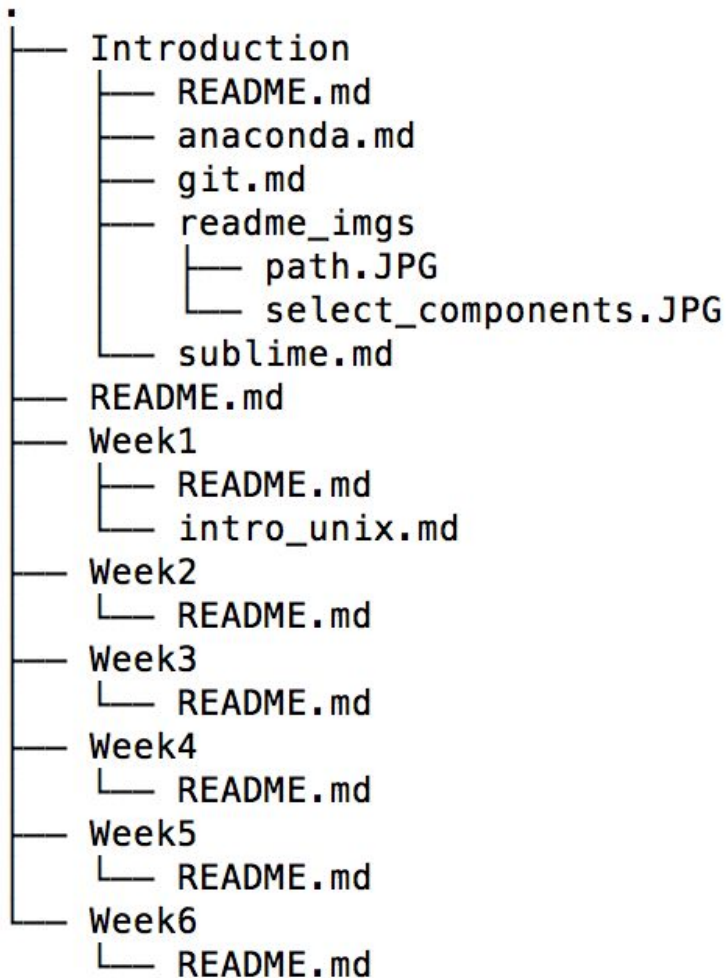 .
├── Introduction
│   ├── README.md
│   ├── anaconda.md
│   ├── git.md
│   ├── readme_imgs
│   │   ├── path.JPG
│   │   └── select_components.JPG
│   └── sublime.md
├── README.md
├── Week1
│   ├── README.md
│   └── intro_unix.md
├── Week2
│   └── README.md
├── Week3
│   └── README.md
├── Week4
│   └── README.md
├── Week5
│   └── README.md
└── Week6
    └── README.md